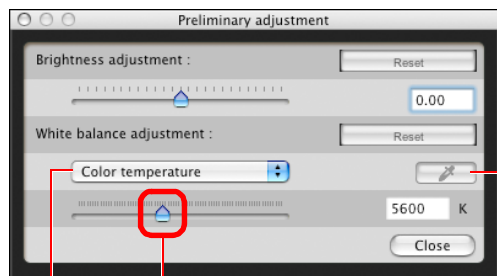 Preliminary adjustment
Brightness adjustment : Reset
0.00
White balance adjustment : Reset
Color temperature
5600 K
Close